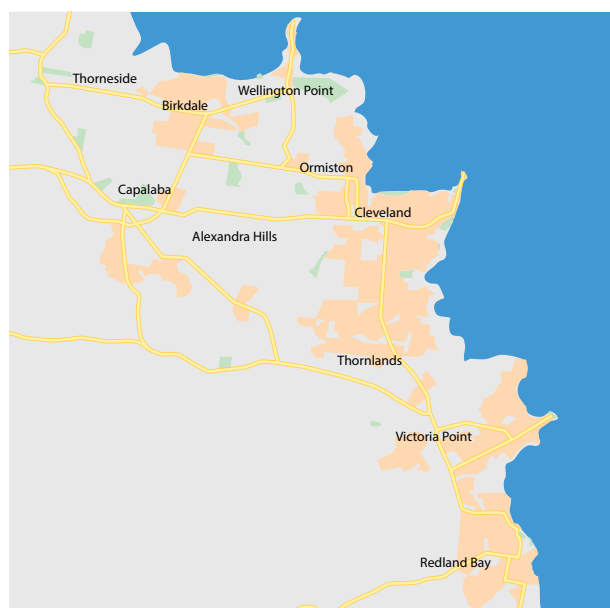 Thorneside
Wellington Point
Birkdale
Ormiston
Capalaba
Cleveland
Alexandra Hills
Thornlands
Victoria Point
Redland Bay